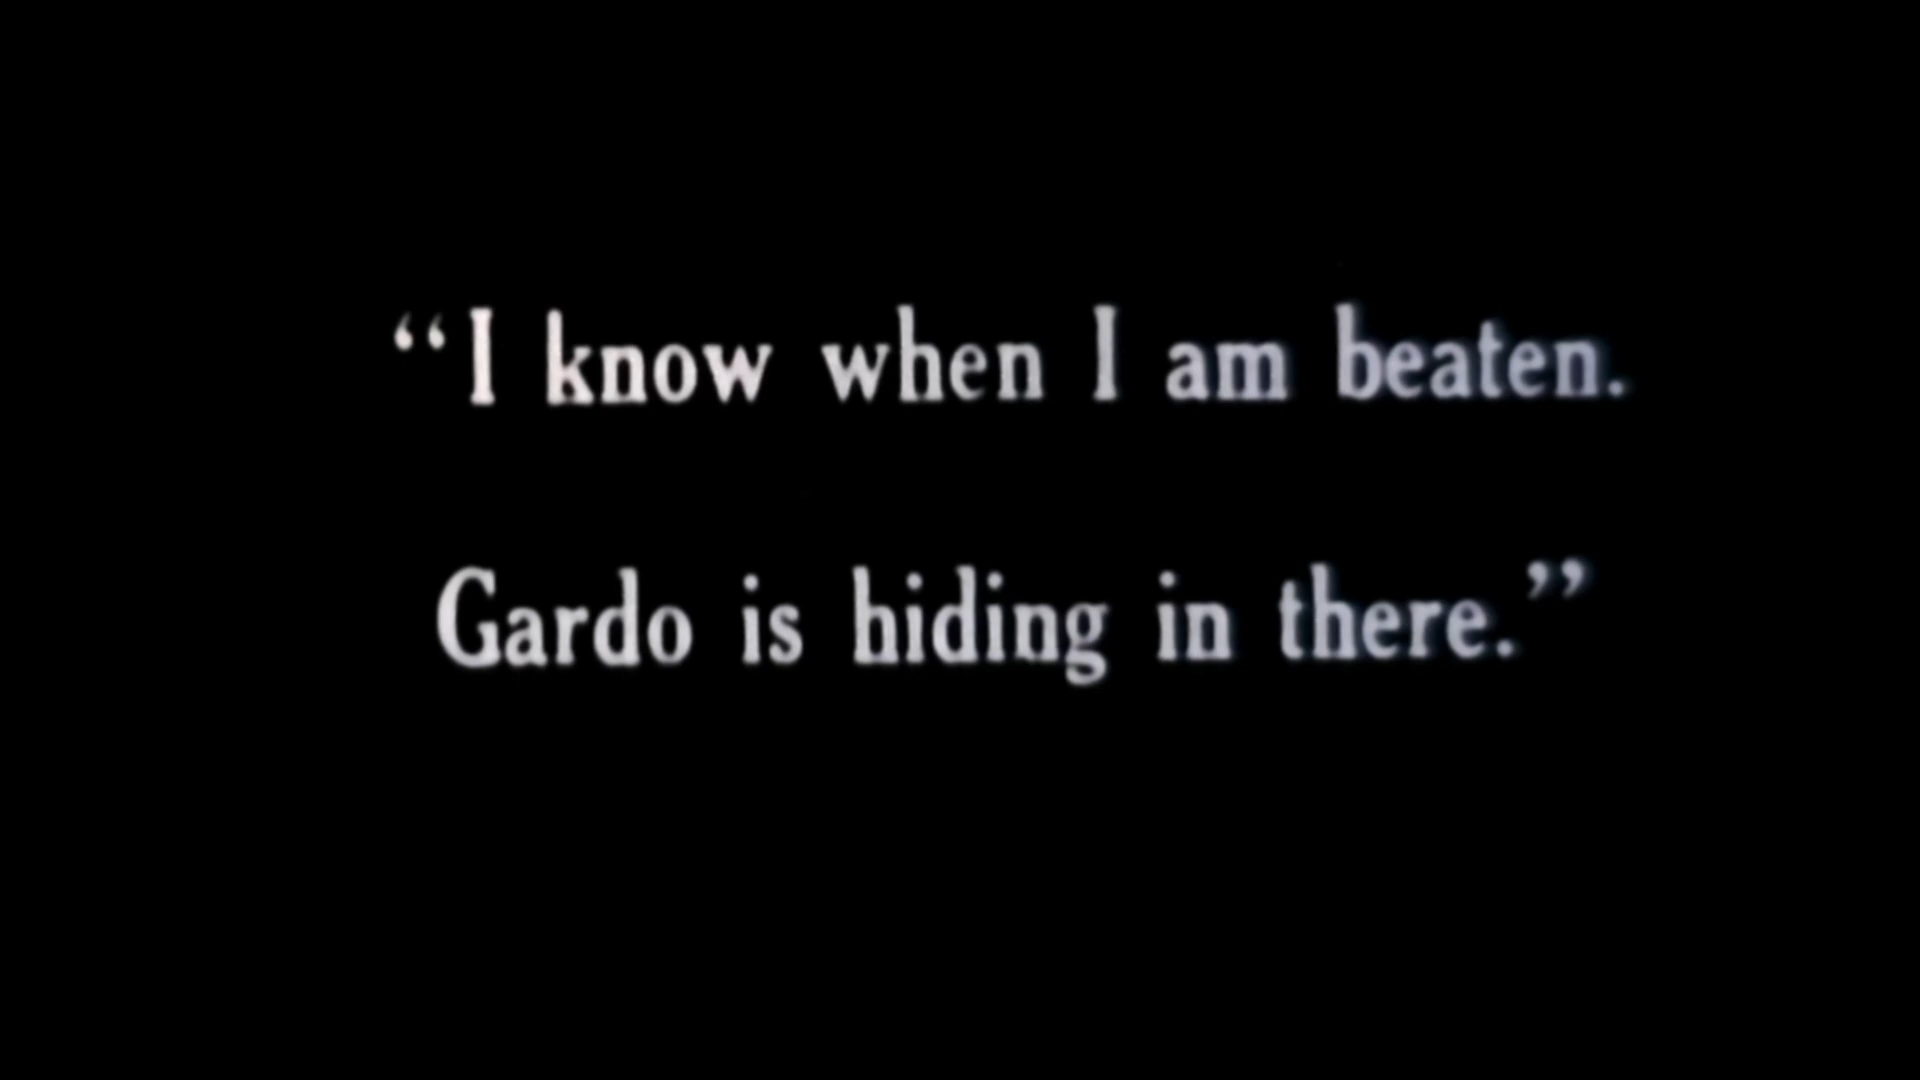 “I know when I am beaten.
Gardo is hiding in there.”